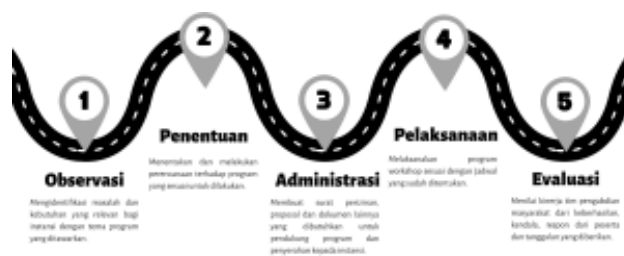 1
Observasi
Mengidentifikasi masalah dan
kebutuhan yang relevan bagi
instansi dengan tema program
yang ditawarkan.
2
Penentuan
Menentukan dan melakukan
perencanaan terhadap program
yang sesuai untuk dilakukan.
3
Administrasi
Membuat surat perizinan,
proposal dan dokumen lainnya
yang dibutuhkan untuk
pendukung program dan
penyerahan kepada instansi.
4
Pelaksanaan
Melaksanakan program
workshop sesuai dengan jadwal
yang sudah ditentukan.
5
Evaluasi
Menilai kinerja tim pengabdian
masyarakat dari keberhasilan,
kendala, respon dari peserta
dan tanggapan yang diberikan.